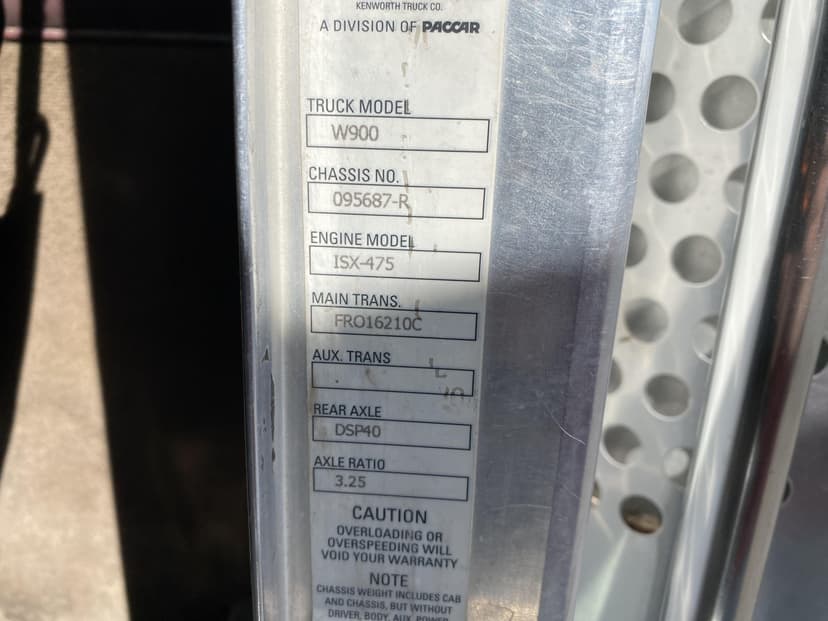 KENWORTH TRUCK CO.
A DIVISION OF PACCAR
TRUCK MODEL
W900
CHASSIS NO.
095687-R
ENGINE MODEL
ISX-475
MAIN TRANS.
FRO16210C
AUX. TRANS
REAR AXLE
DSP40
AXLE RATIO
3.25
CAUTION
OVERLOADING OR
OVERSPEEDING WILL
VOID YOUR WARRANTY
NOTE
CHASSIS WEIGHT INCLUDES CAB
AND CHASSIS, BUT WITHOUT
DRIVER, BODY, AUX. POWER